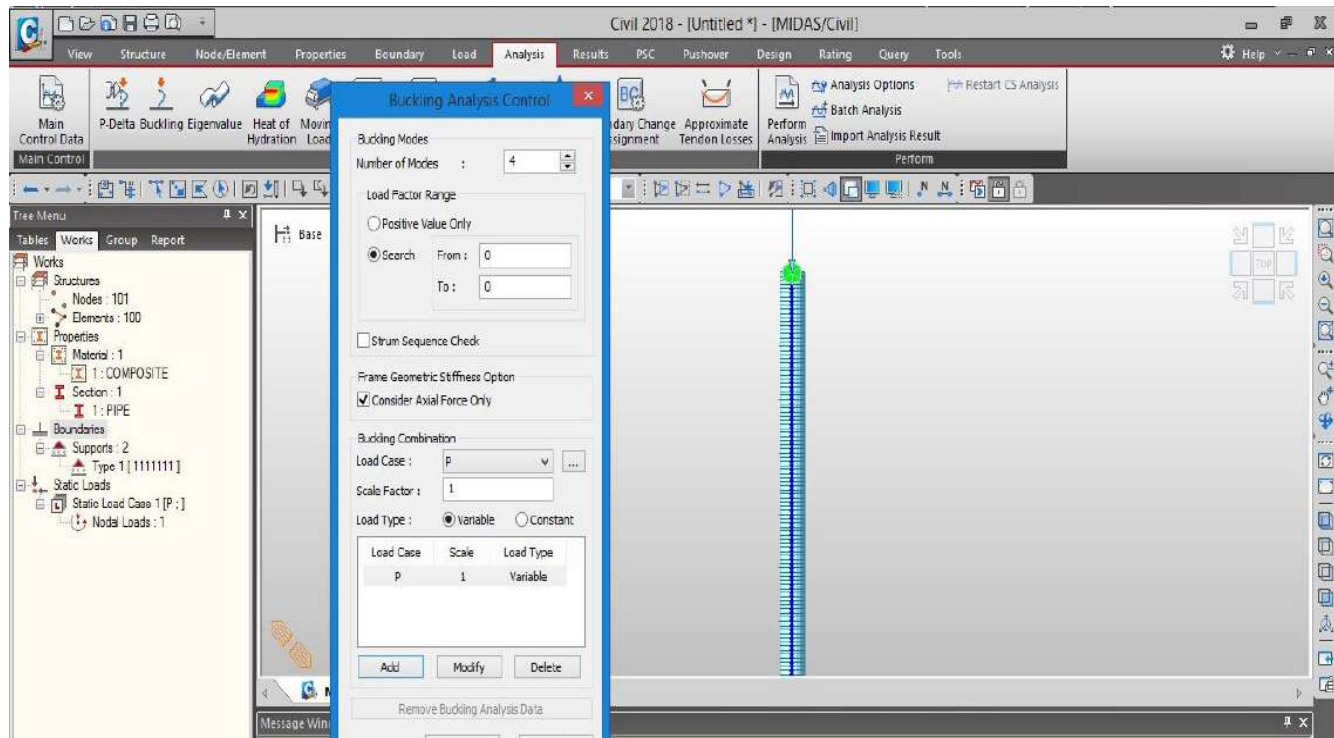 Civil 2018 - [Untitled *] - [MIDAS/Civil]
View Structure Node/Element Properties Boundary Load Analysis Results PSC Pushover Design Rating Query Tools Help
Main Control Data
P-Delta Buckling Eigenvalue
Heat of Hydration
Approximate Tendon Losses
Perform Analysis
Analysis Options
Batch Analysis
Import Analysis Result
Restart CS Analysis
Main Control
Perform
Tree Menu
Tables Works Group Report
Works
Structures
Nodes : 101
Elements : 100
Properties
Material : 1
1 : COMPOSITE
Section : 1
1 : PIPE
Boundaries
Supports : 2
Type 1 [ 1111111 ]
Static Loads
Static Load Case 1 [P : ]
Nodal Loads : 1
Base
Buckling Analysis Control
Buckling Modes
Number of Modes : 4
Load Factor Range
Positive Value Only
Search From : 0
To : 0
Strum Sequence Check
Frame Geometric Stiffness Option
Consider Axial Force Only
Buckling Combination
Load Case : P ...
Scale Factor : 1
Load Type : Variable Constant
Load Case Scale Load Type
P 1 Variable
Add Modify Delete
Remove Buckling Analysis Data
TOP